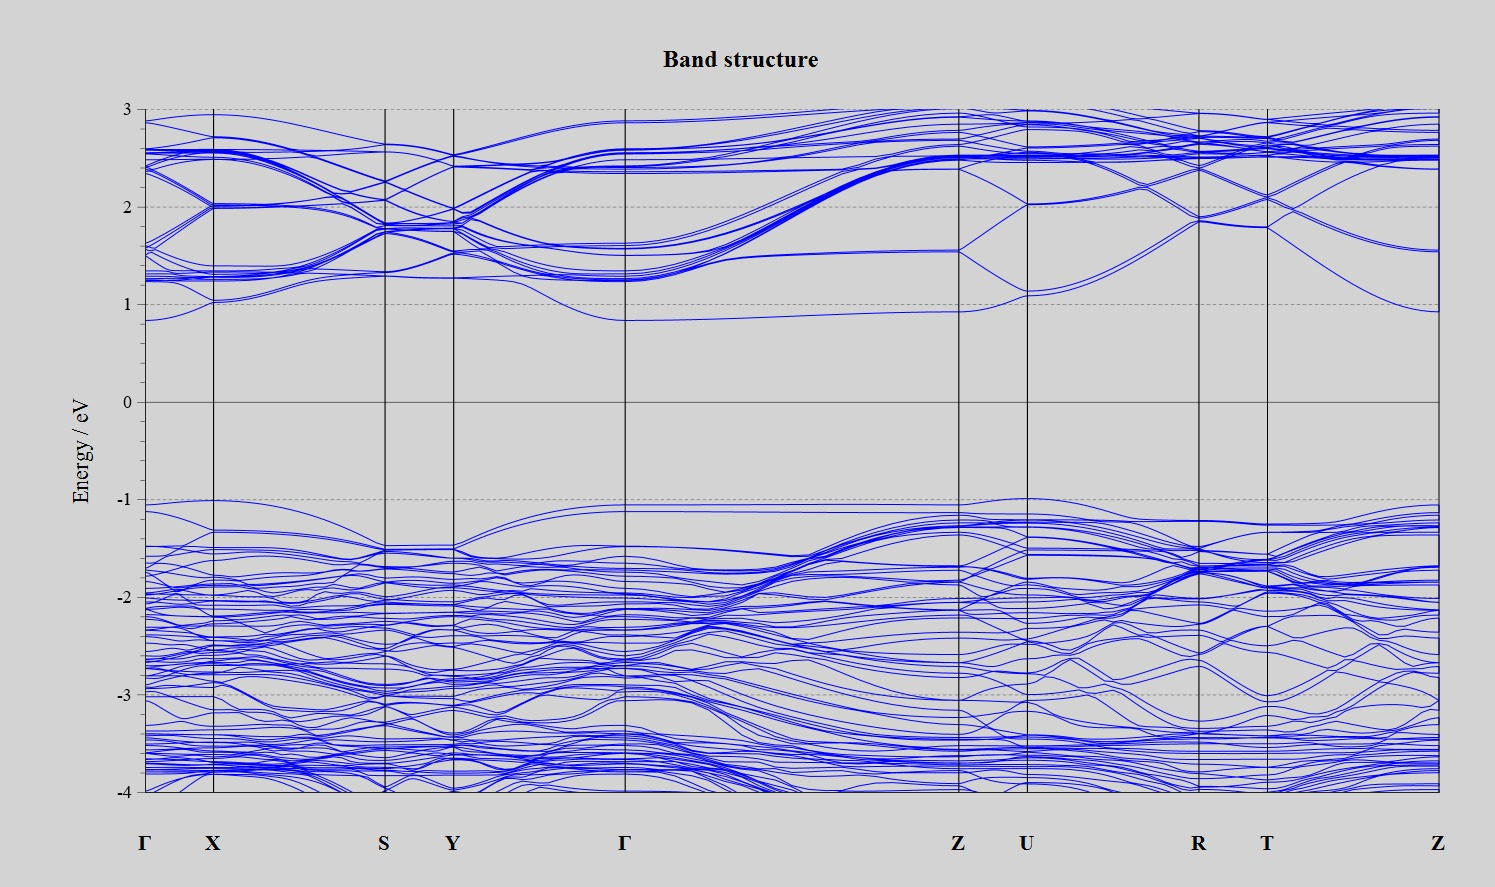 Band structure
3
2
1
0
-1
-2
-3
-4
Energy / eV
Γ X S Y Γ Z U R T Z